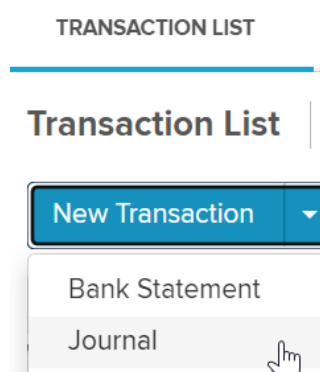 TRANSACTION LIST
Transaction List
New Transaction
Bank Statement
Journal